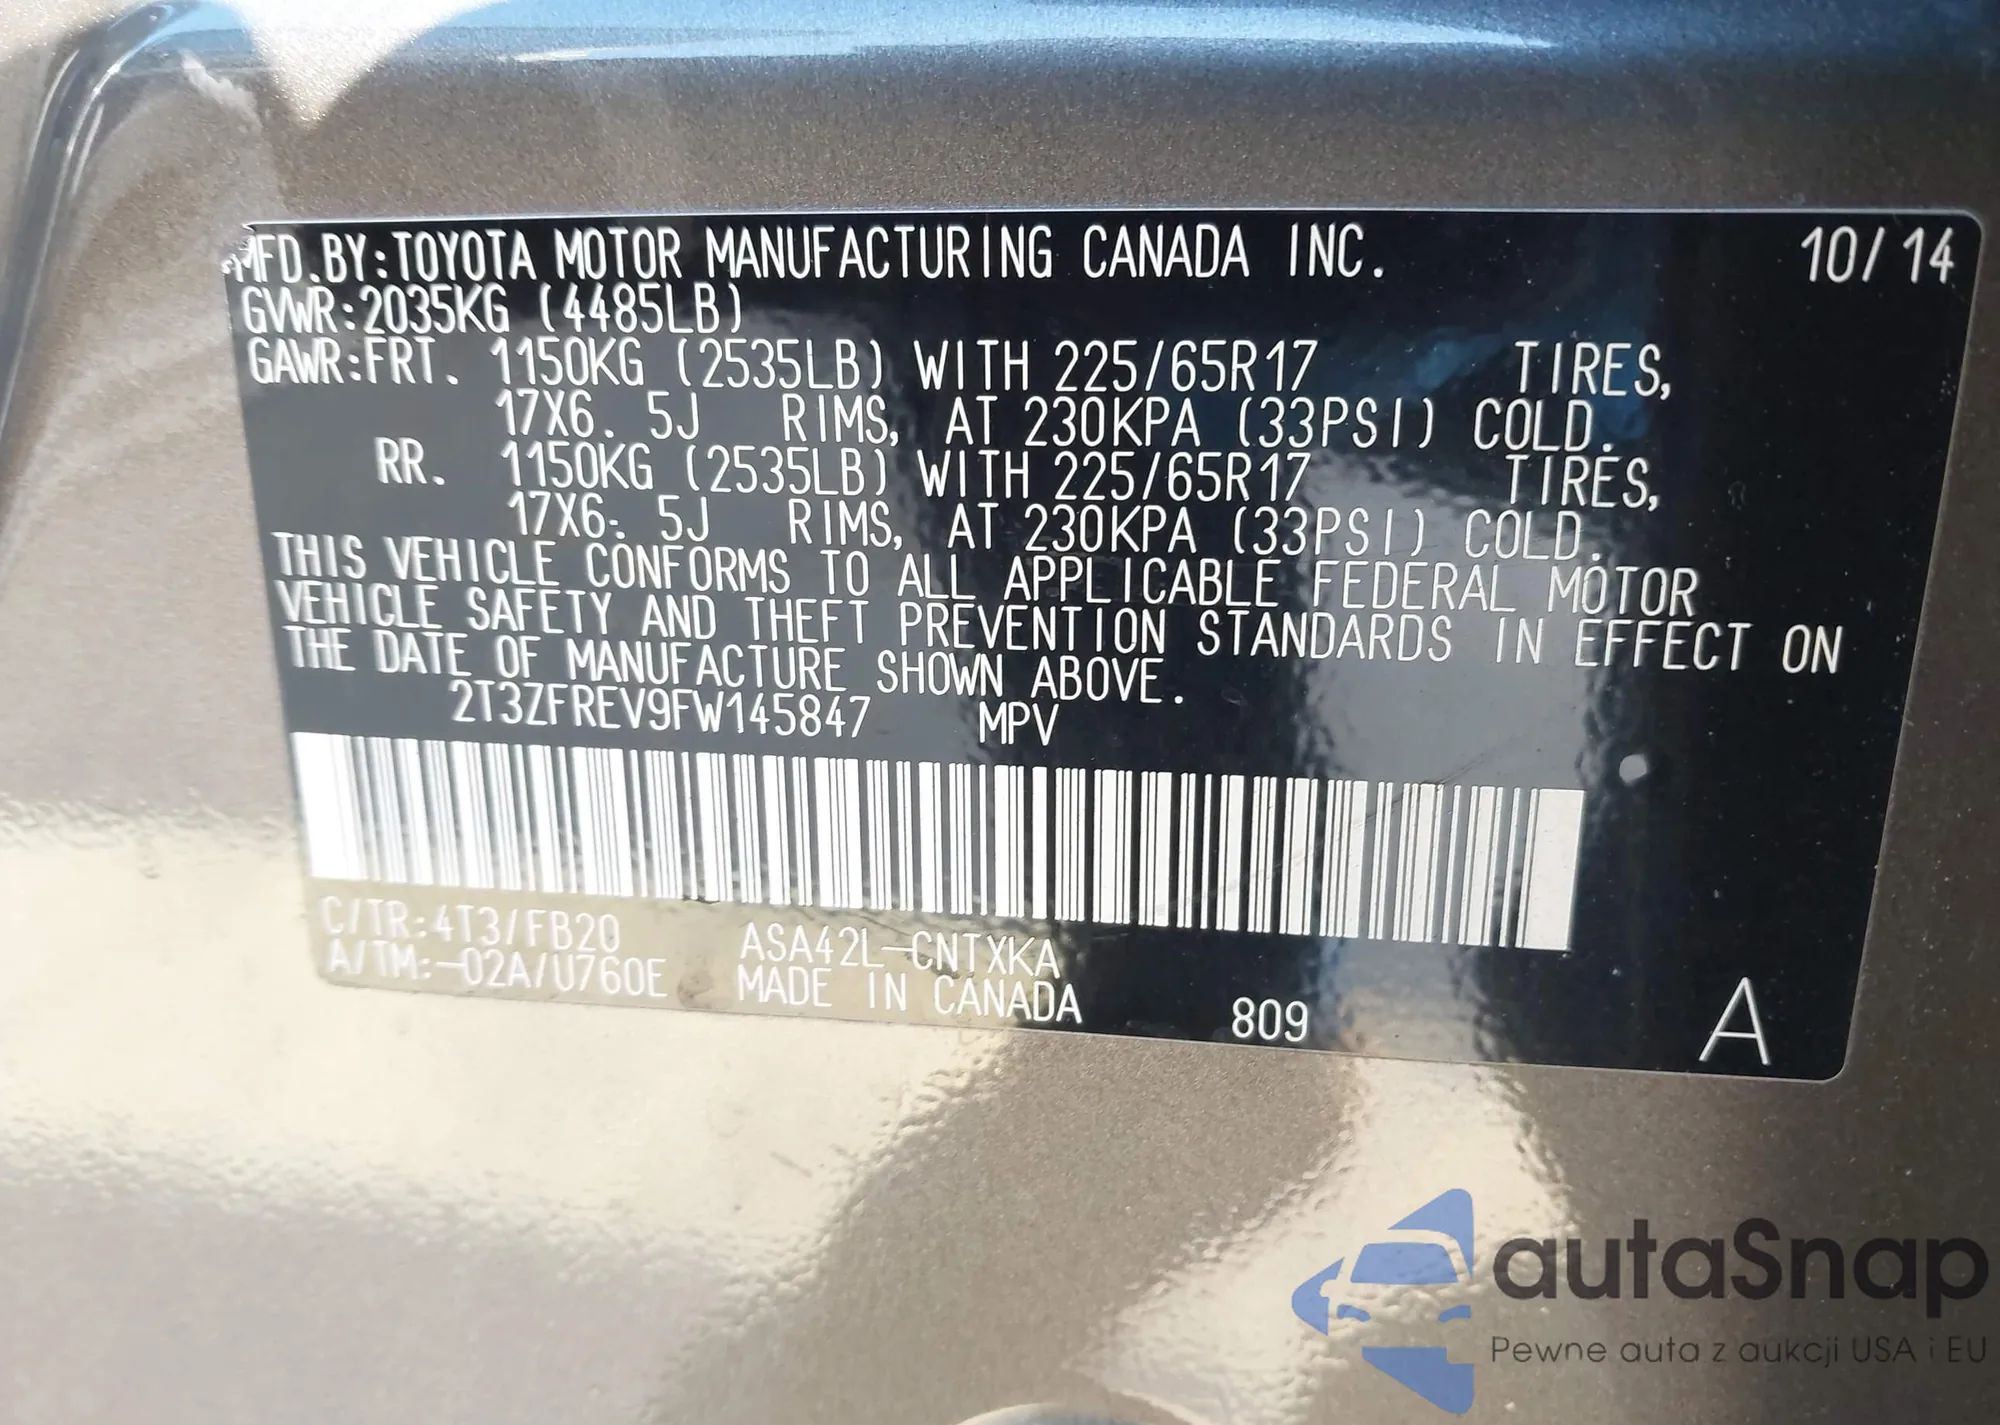 MFD.BY:TOYOTA MOTOR MANUFACTURING CANADA INC. 10/14
GVWR:2035KG (4485LB)
GAWR:FRT. 1150KG (2535LB) WITH 225/65R17 TIRES,
17X6.5J RIMS, AT 230KPA (33PSI) COLD.
RR. 1150KG (2535LB) WITH 225/65R17 TIRES,
17X6.5J RIMS, AT 230KPA (33PSI) COLD.
THIS VEHICLE CONFORMS TO ALL APPLICABLE FEDERAL MOTOR
VEHICLE SAFETY AND THEFT PREVENTION STANDARDS IN EFFECT ON
THE DATE OF MANUFACTURE SHOWN ABOVE.
2T3ZFREV9FW145847 MPV
C/TR:4T3/FB20 ASA42L-CNTXKA
A/TM:-02A/U760E MADE IN CANADA 809 A
autaSnap
Pewne auta z aukcji USA i EU